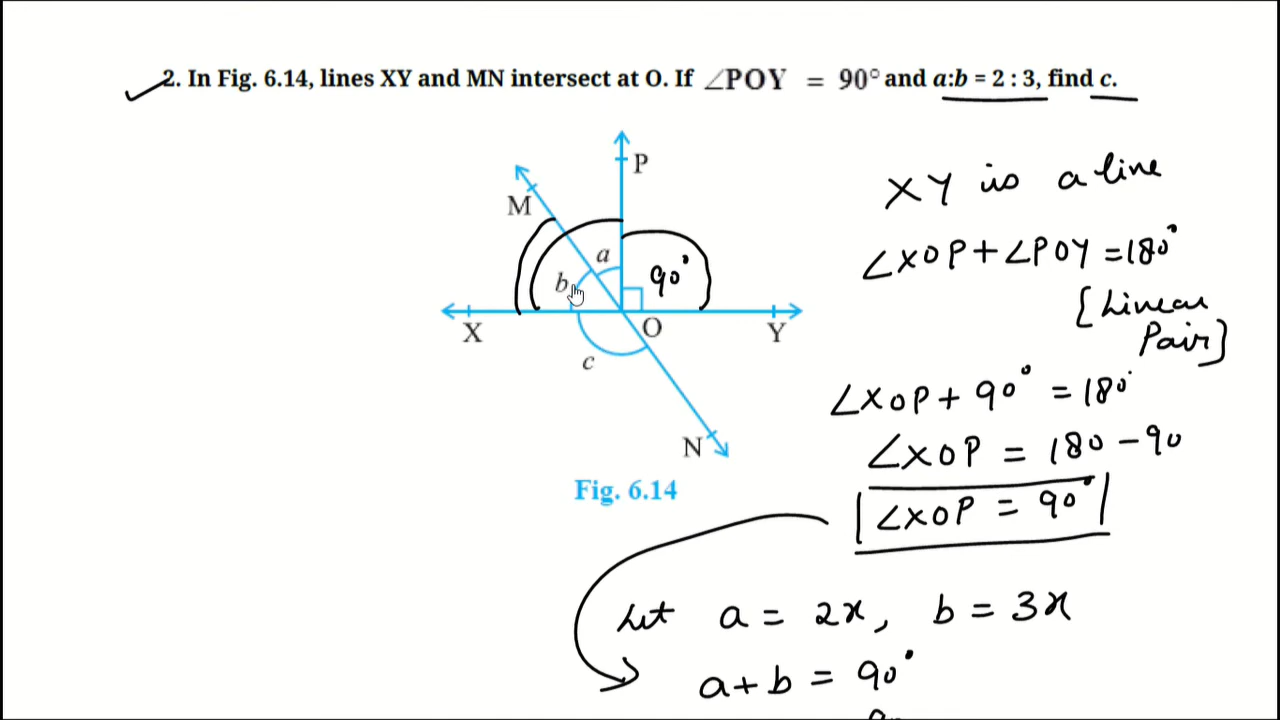 2. In Fig. 6.14, lines XY and MN intersect at O. If ∠POY = 90° and a:b = 2 : 3, find c.
P
M
a
b
90°
X
O
Y
c
N
Fig. 6.14
XY is a line
∠XOP + ∠POY = 180°
[Linear
Pair]
∠XOP + 90° = 180°
∠XOP = 180 - 90
∠XOP = 90°
Let a = 2x, b = 3x
a + b = 90°